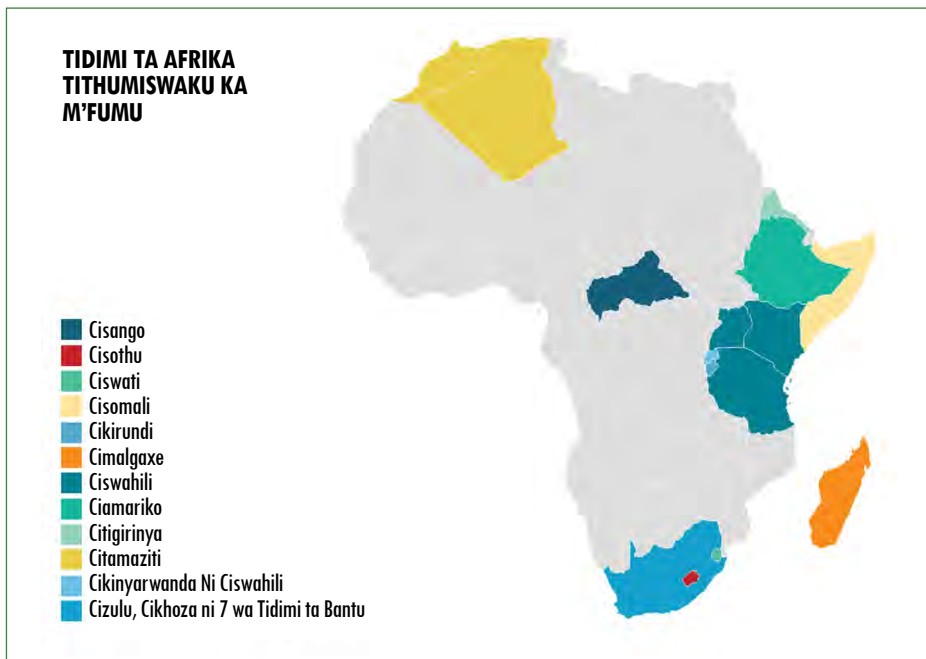 TIDIMI TA AFRIKA
TITHUMISWAKU KA
M'FUMU
Cisango
Cisothu
Ciswati
Cisomali
Cikirundi
Cimalgaxe
Ciswahili
Ciamariko
Citigirinya
Citamaziti
Cikinyarwanda Ni Ciswahili
Cizulu, Cikhoza ni 7 wa Tidimi ta Bantu